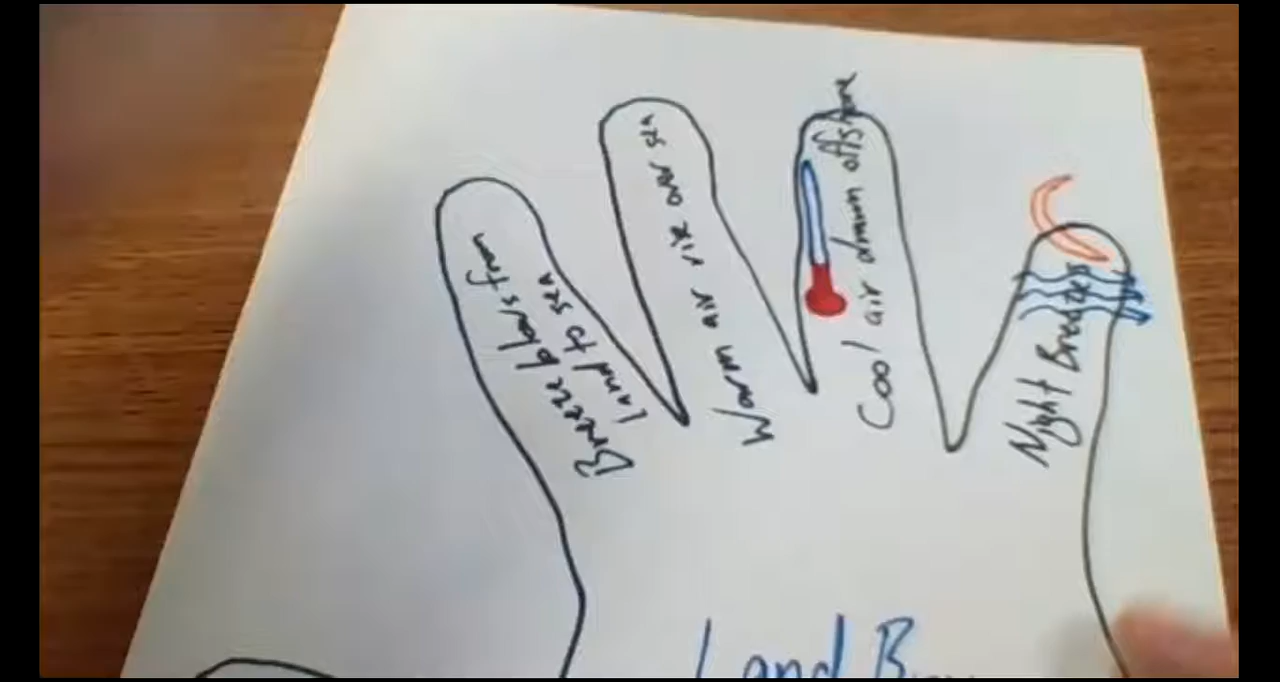 Breeze blows from
land to sea
Warm air rise over sea
Cool air drawn offshore
Night Breezes
Land